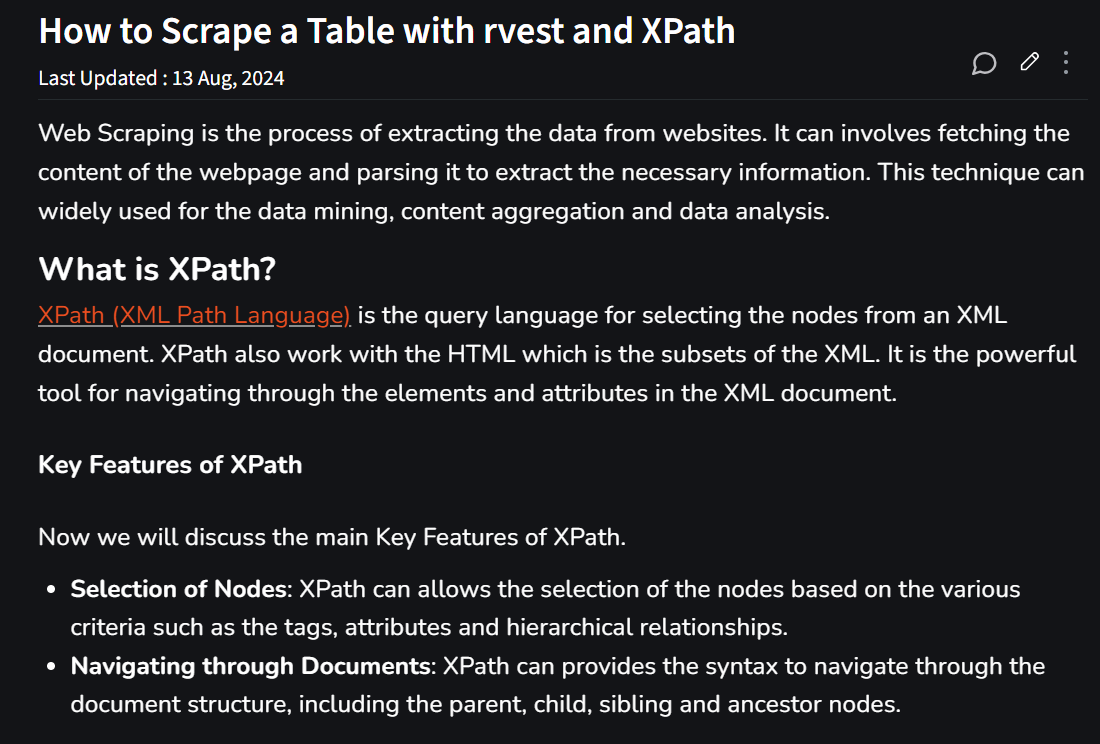 How to Scrape a Table with rvest and XPath
Last Updated : 13 Aug, 2024
Web Scraping is the process of extracting the data from websites. It can involves fetching the
content of the webpage and parsing it to extract the necessary information. This technique can
widely used for the data mining, content aggregation and data analysis.
What is XPath?
XPath (XML Path Language) is the query language for selecting the nodes from an XML
document. XPath also work with the HTML which is the subsets of the XML. It is the powerful
tool for navigating through the elements and attributes in the XML document.
Key Features of XPath
Now we will discuss the main Key Features of XPath.
• Selection of Nodes: XPath can allows the selection of the nodes based on the various
criteria such as the tags, attributes and hierarchical relationships.
• Navigating through Documents: XPath can provides the syntax to navigate through the
document structure, including the parent, child, sibling and ancestor nodes.